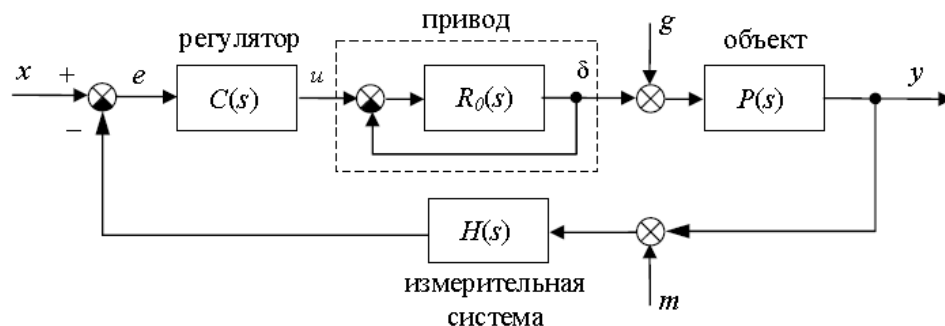 привод
регулятор
g
объект
x
+
e
C(s)
u
R₀(s)
δ
P(s)
y
−
H(s)
измерительная
система
m